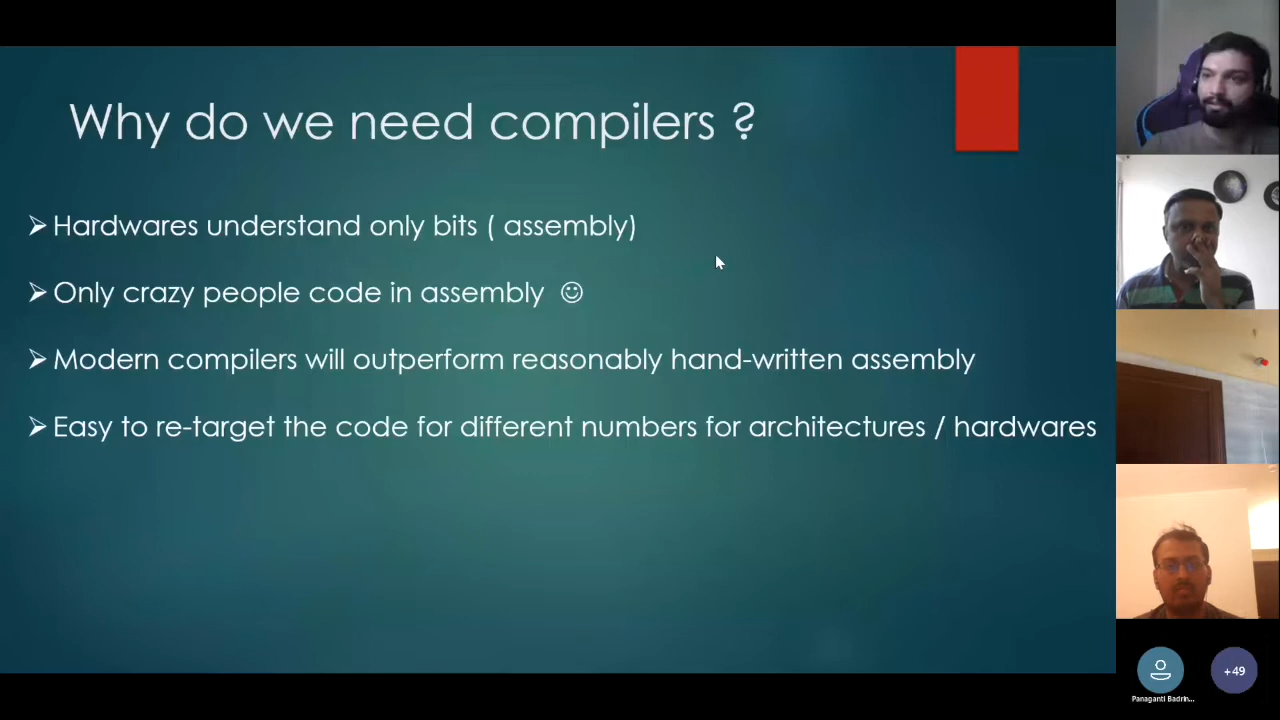 Why do we need compilers ?
Hardwares understand only bits ( assembly)
Only crazy people code in assembly ☺
Modern compilers will outperform reasonably hand-written assembly
Easy to re-target the code for different numbers for architectures / hardwares
Panaganti Badrin...
+49